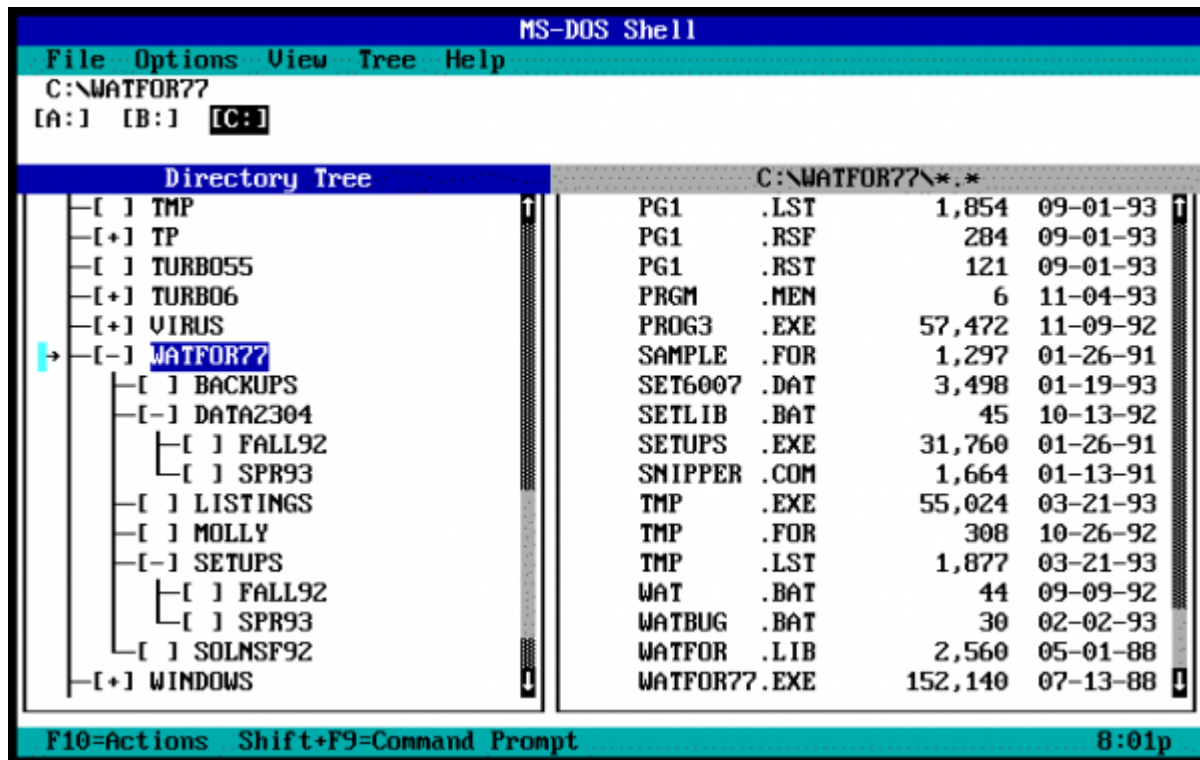 MS-DOS Shell
File Options View Tree Help
C:\WATFOR77
[A:] [B:] [C:]
Directory Tree
[ ] TMP
[+] TP
[ ] TURBO55
[+] TURBO6
[+] VIRUS
→ [-] WATFOR77
[ ] BACKUPS
[-] DATA2304
[ ] FALL92
[ ] SPR93
[ ] LISTINGS
[ ] MOLLY
[-] SETUPS
[ ] FALL92
[ ] SPR93
[ ] SOLNSF92
[+] WINDOWS
C:\WATFOR77\*.*
PG1 .LST 1,854 09-01-93
PG1 .RSF 284 09-01-93
PG1 .RST 121 09-01-93
PRGM .MEN 6 11-04-93
PROG3 .EXE 57,472 11-09-92
SAMPLE .FOR 1,297 01-26-91
SET6007 .DAT 3,498 01-19-93
SETLIB .BAT 45 10-13-92
SETUPS .EXE 31,760 01-26-91
SNIPPER .COM 1,664 01-13-91
TMP .EXE 55,024 03-21-93
TMP .FOR 308 10-26-92
TMP .LST 1,877 03-21-93
WAT .BAT 44 09-09-92
WATBUG .BAT 30 02-02-93
WATFOR .LIB 2,560 05-01-88
WATFOR77.EXE 152,140 07-13-88
F10=Actions Shift+F9=Command Prompt 8:01p